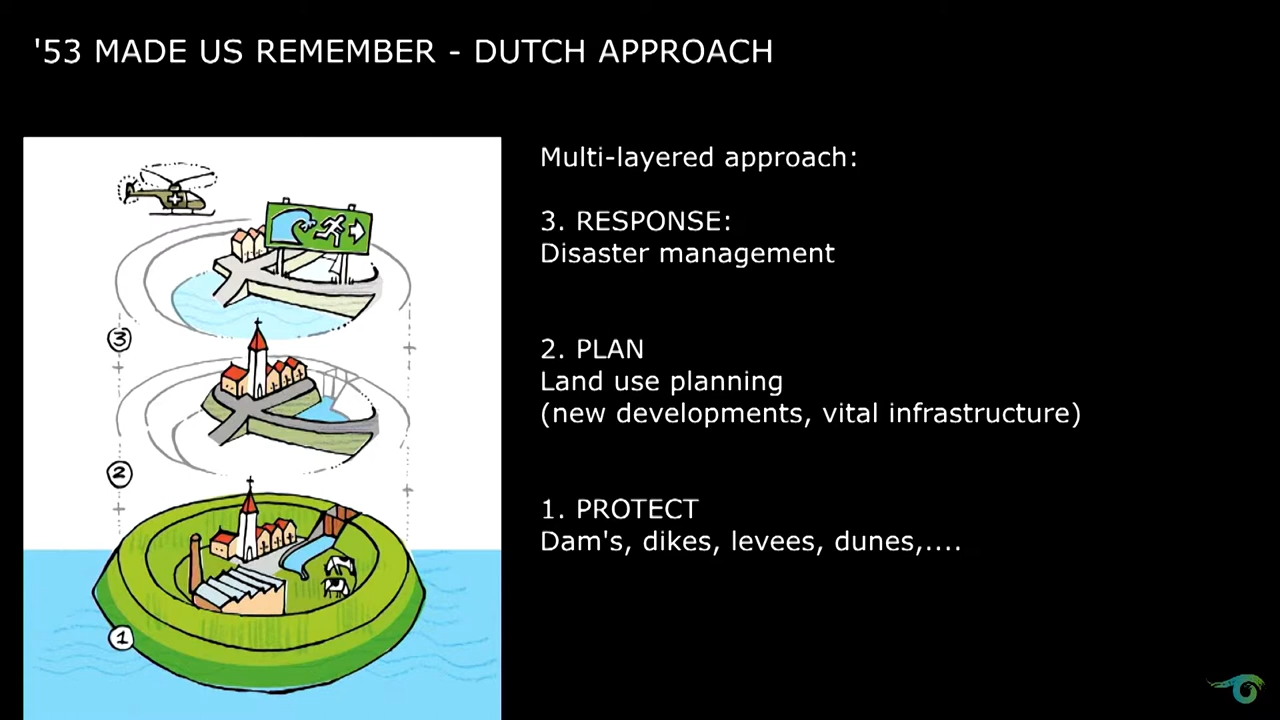 '53 MADE US REMEMBER - DUTCH APPROACH
Multi-layered approach:
3. RESPONSE:
Disaster management
2. PLAN
Land use planning
(new developments, vital infrastructure)
1. PROTECT
Dam's, dikes, levees, dunes,....
3
2
1